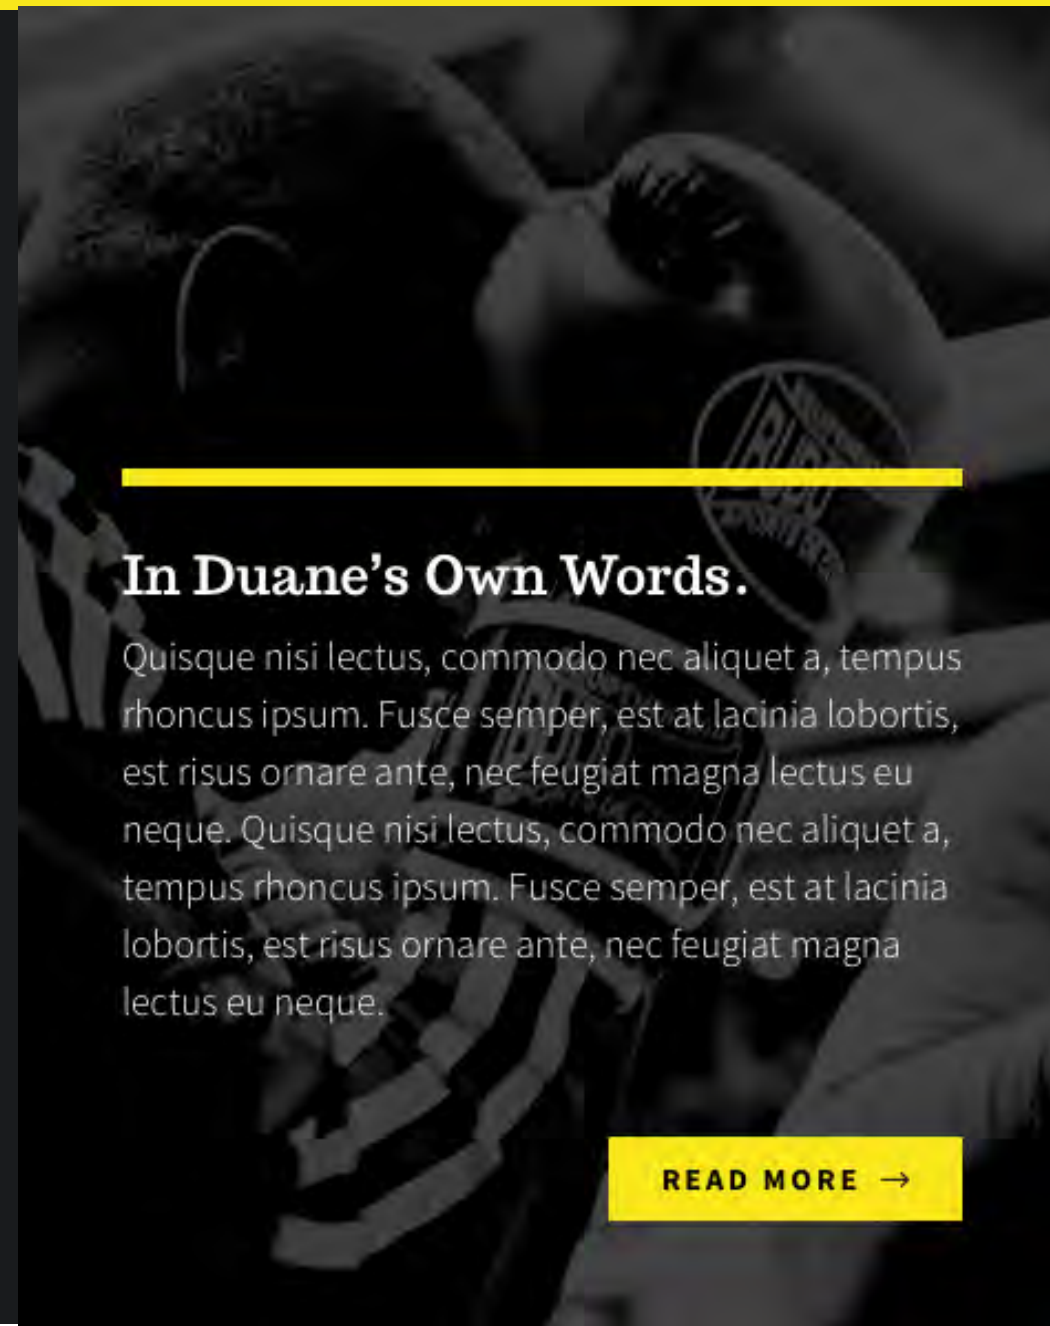 In Duane’s Own Words.
Quisque nisi lectus, commodo nec aliquet a, tempus
rhoncus ipsum. Fusce semper, est at lacinia lobortis,
est risus ornare ante, nec feugiat magna lectus eu
neque. Quisque nisi lectus, commodo nec aliquet a,
tempus rhoncus ipsum. Fusce semper, est at lacinia
lobortis, est risus ornare ante, nec feugiat magna
lectus eu neque.
READ MORE →